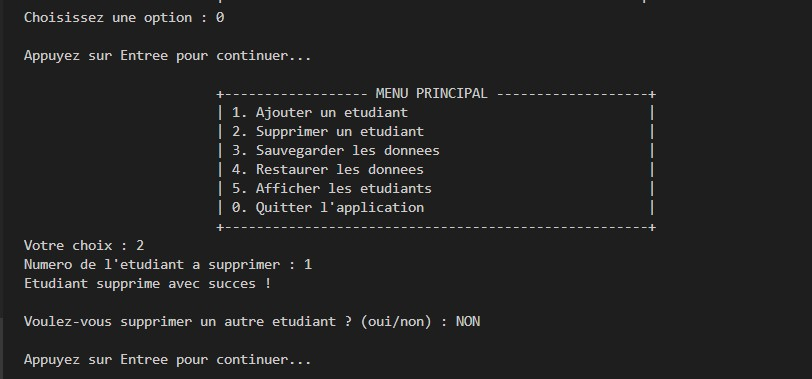 Choisissez une option : 0
Appuyez sur Entree pour continuer...
+------------------ MENU PRINCIPAL -------------------+
| 1. Ajouter un etudiant |
| 2. Supprimer un etudiant |
| 3. Sauvegarder les donnees |
| 4. Restaurer les donnees |
| 5. Afficher les etudiants |
| 0. Quitter l'application |
+-----------------------------------------------------+
Votre choix : 2
Numero de l'etudiant a supprimer : 1
Etudiant supprime avec succes !
Voulez-vous supprimer un autre etudiant ? (oui/non) : NON
Appuyez sur Entree pour continuer...